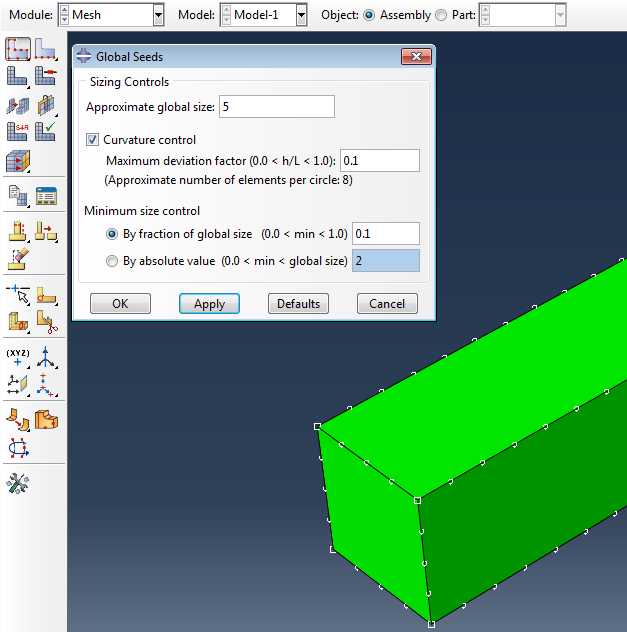 Module: Mesh Model: Model-1 Object: Assembly Part:
Global Seeds
Sizing Controls
Approximate global size: 5
Curvature control
Maximum deviation factor (0.0 < h/L < 1.0): 0.1
(Approximate number of elements per circle: 8)
Minimum size control
By fraction of global size (0.0 < min < 1.0) 0.1
By absolute value (0.0 < min < global size) 2
OK Apply Defaults Cancel
S4R
(XYZ)